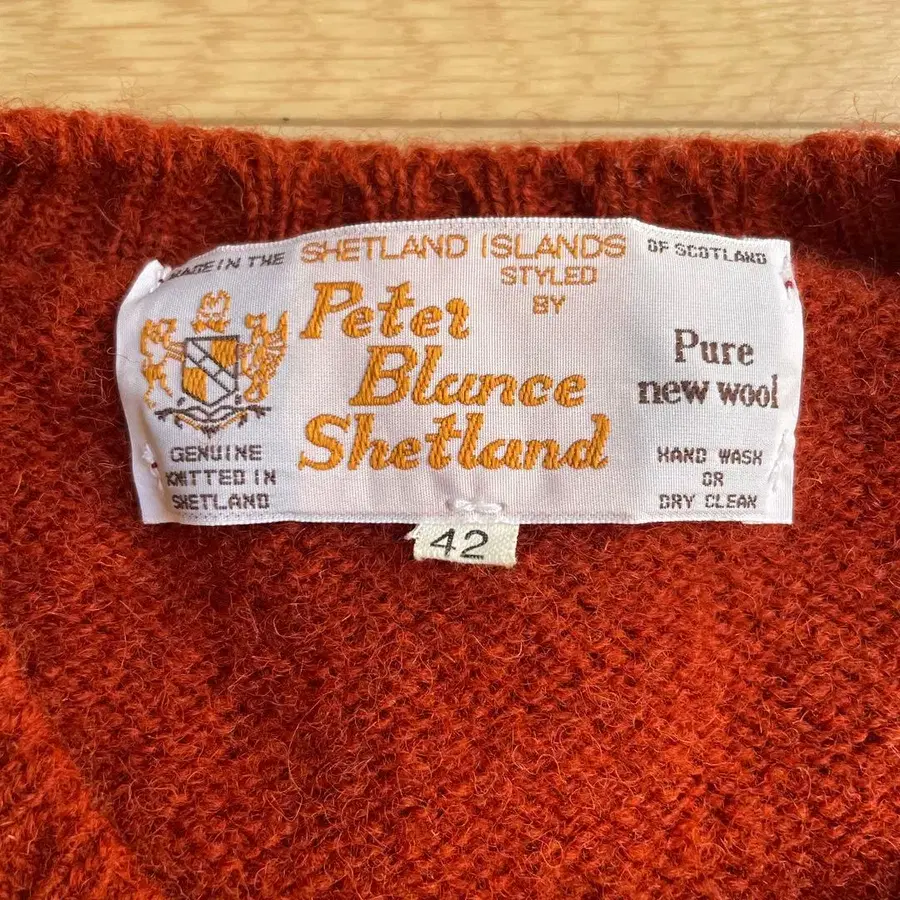 MADE IN THE SHETLAND ISLANDS OF SCOTLAND
STYLED
BY
Peter
Blance
Shetland
GENUINE
KNITTED IN
SHETLAND
Pure
new wool
HAND WASH
OR
DRY CLEAN
42